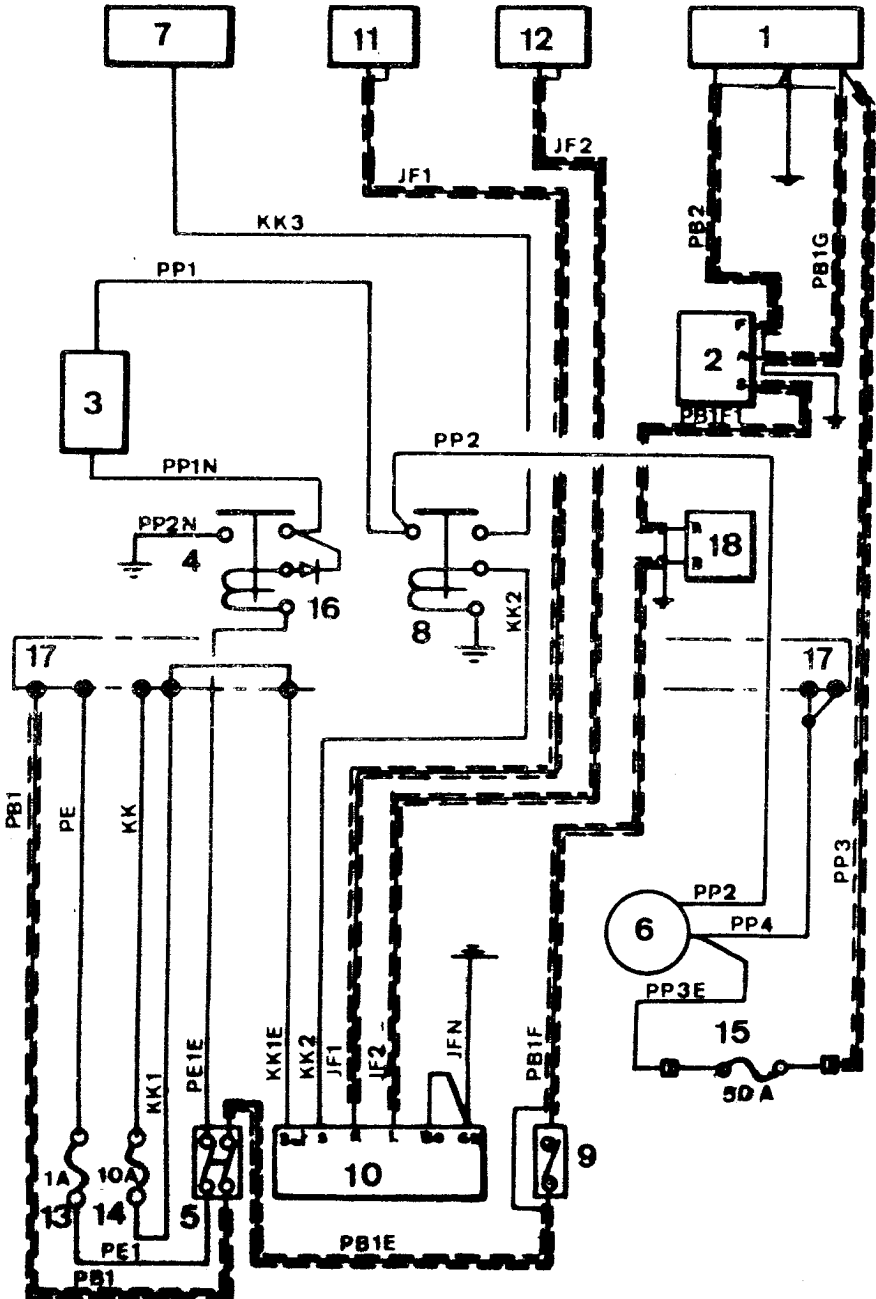 7
11
12
1
JF2
JF1
KK3
PB2
PB1G
PP1
F
2
A
3
PB1F1
PP2
PP1N
PP2N
4
18
B
B
16
8
KK2
17
17
PB1
PE
KK
PP3
PP2
6
PP4
PP3E
15
50 A
KK1
PE1E
KK1E
KK2
JF1
JF2
JFN
PB1F
10
9
1A
10A
13
14
5
PE1
PB1E
PB1